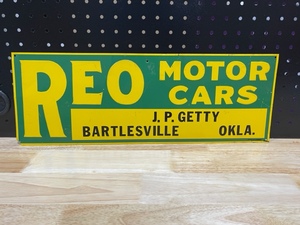 REO MOTOR
CARS
J. P. GETTY
BARTLESVILLE OKLA.